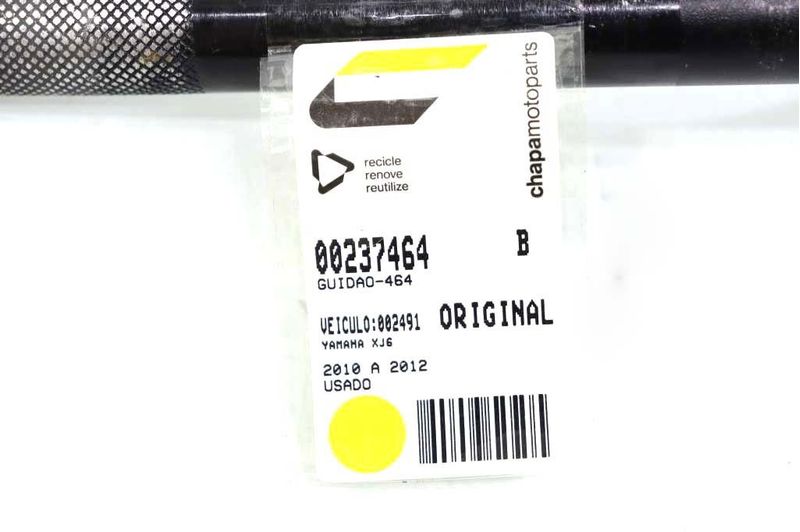 chapamotoparts
recicle
renove
reutilize
00237464 B
GUIDAO-464
VEICULO:002491 ORIGINAL
YAMAHA XJ6
2010 A 2012
USADO